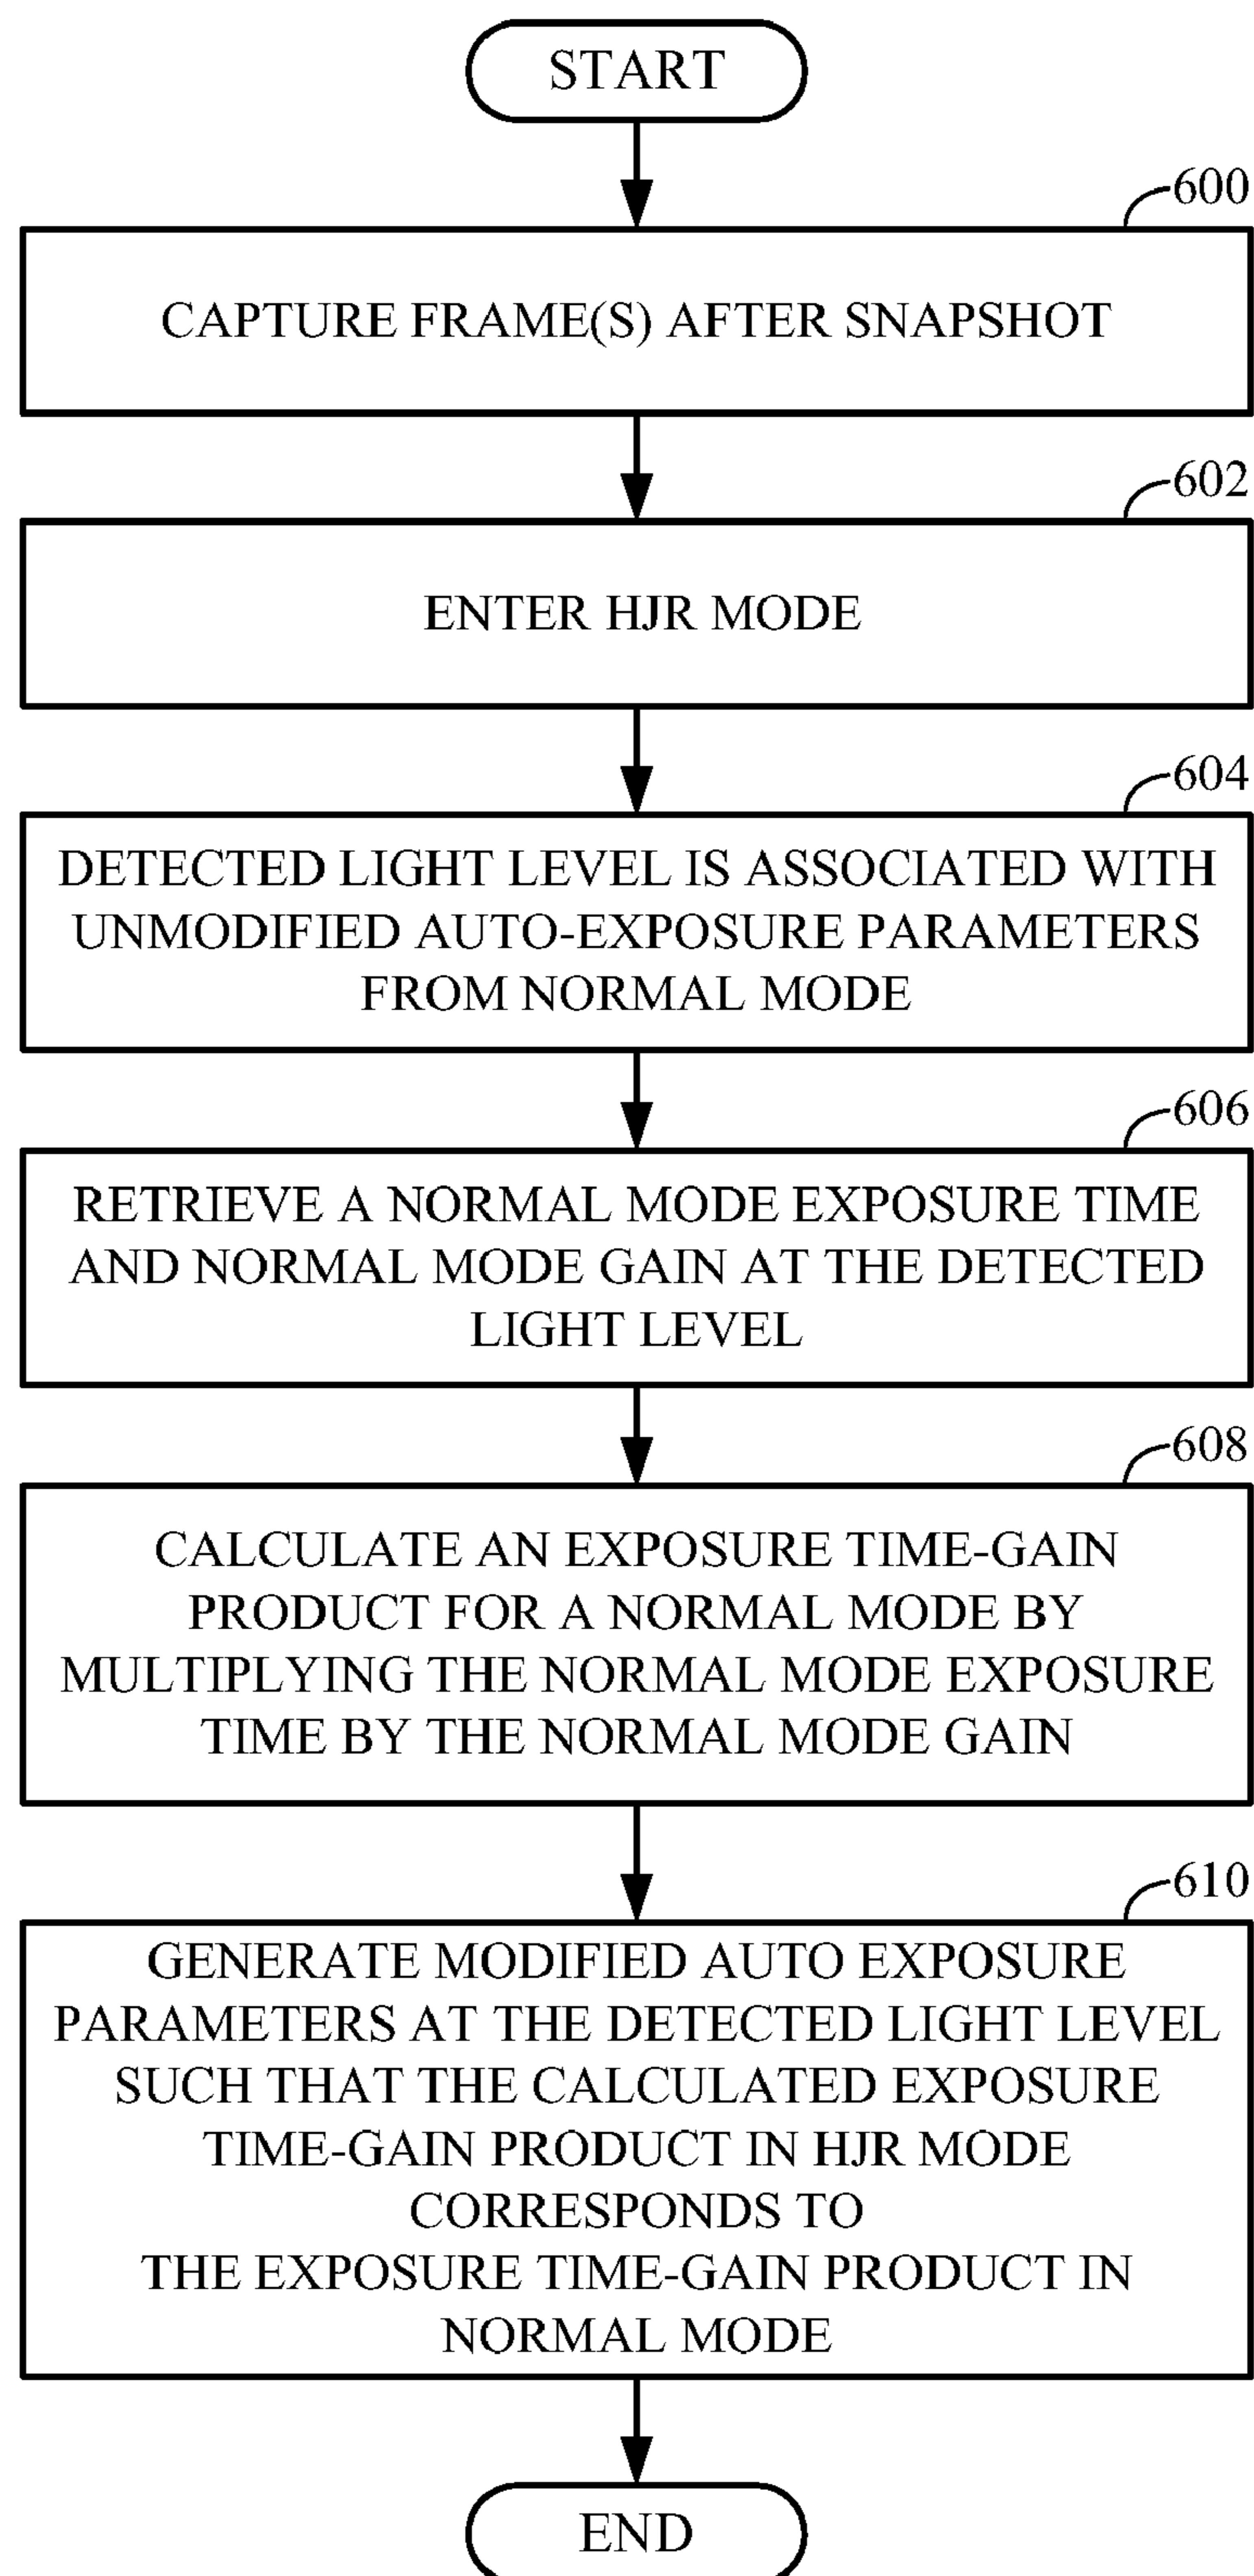 START
600
CAPTURE FRAME(S) AFTER SNAPSHOT
602
ENTER HJR MODE
604
DETECTED LIGHT LEVEL IS ASSOCIATED WITH
UNMODIFIED AUTO-EXPOSURE PARAMETERS
FROM NORMAL MODE
606
RETRIEVE A NORMAL MODE EXPOSURE TIME
AND NORMAL MODE GAIN AT THE DETECTED
LIGHT LEVEL
608
CALCULATE AN EXPOSURE TIME-GAIN
PRODUCT FOR A NORMAL MODE BY
MULTIPLYING THE NORMAL MODE EXPOSURE
TIME BY THE NORMAL MODE GAIN
610
GENERATE MODIFIED AUTO EXPOSURE
PARAMETERS AT THE DETECTED LIGHT LEVEL
SUCH THAT THE CALCULATED EXPOSURE
TIME-GAIN PRODUCT IN HJR MODE
CORRESPONDS TO
THE EXPOSURE TIME-GAIN PRODUCT IN
NORMAL MODE
END